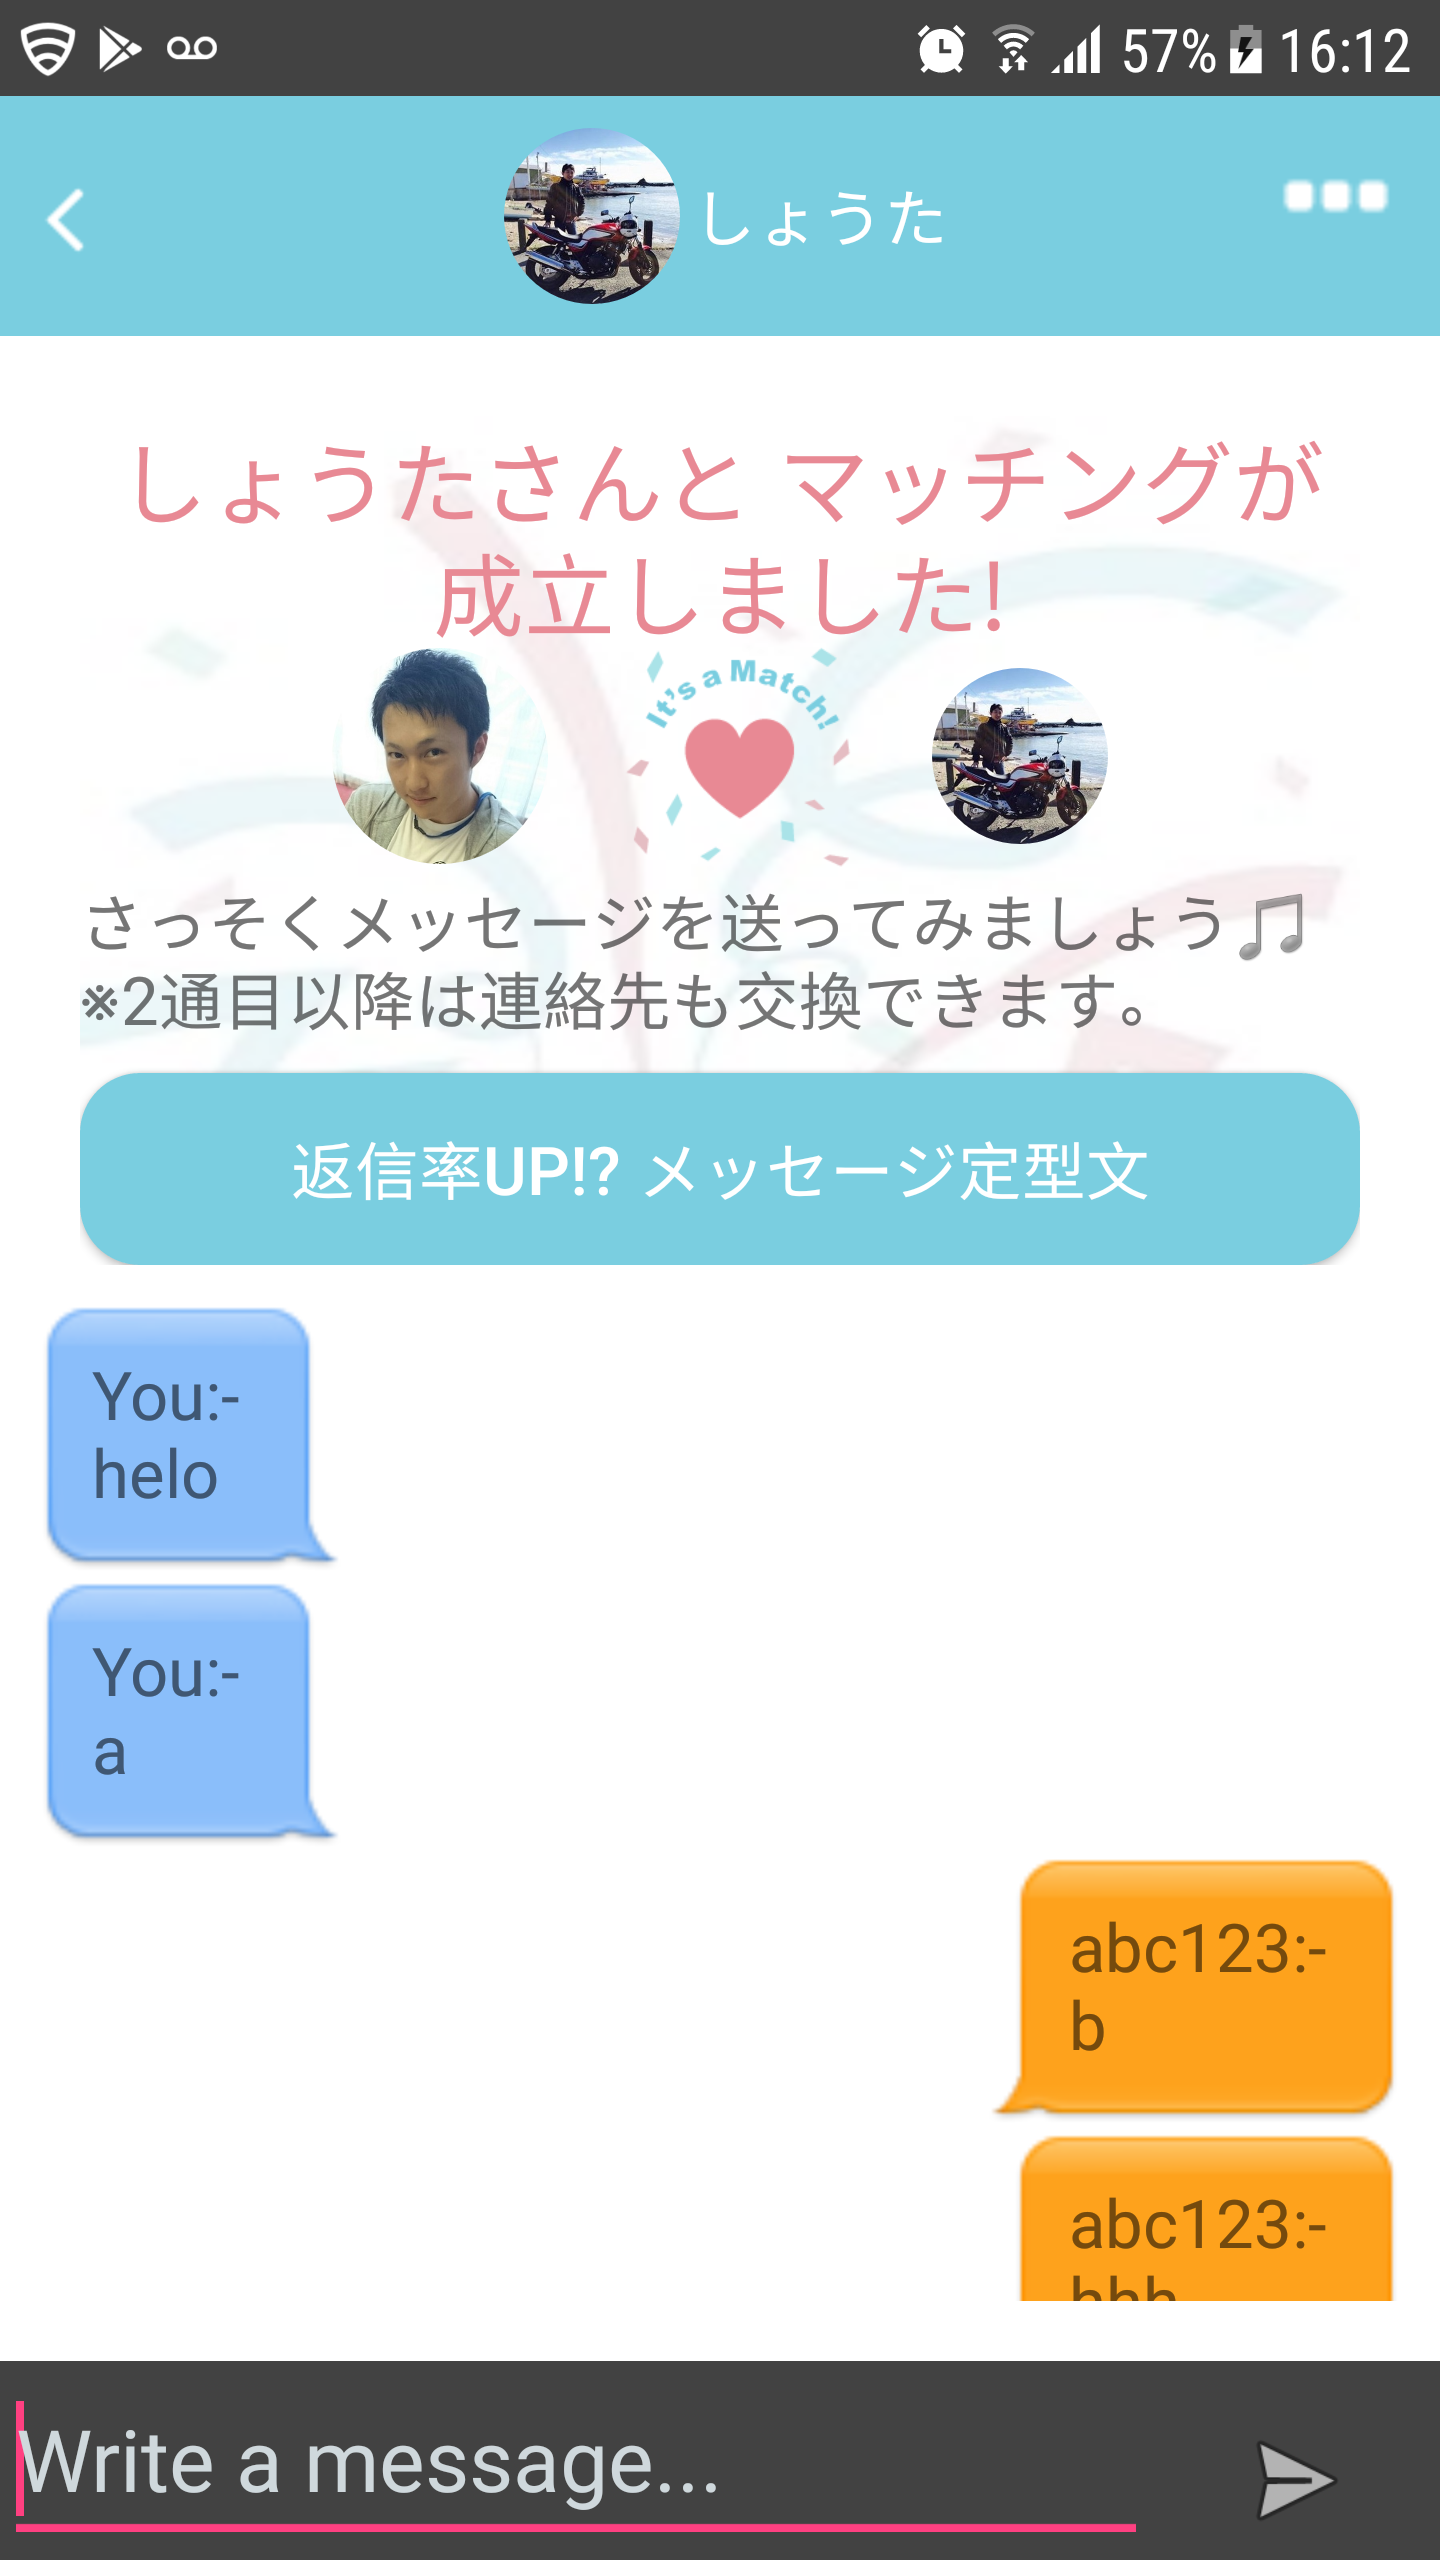 57% 16:12
しょうた
しょうたさんと マッチングが
成立しました!
It's a Match!
さっそくメッセージを送ってみましょう🎵
※2通目以降は連絡先も交換できます。
返信率UP!? メッセージ定型文
You:-
helo
You:-
a
abc123:-
b
abc123:-
Write a message...